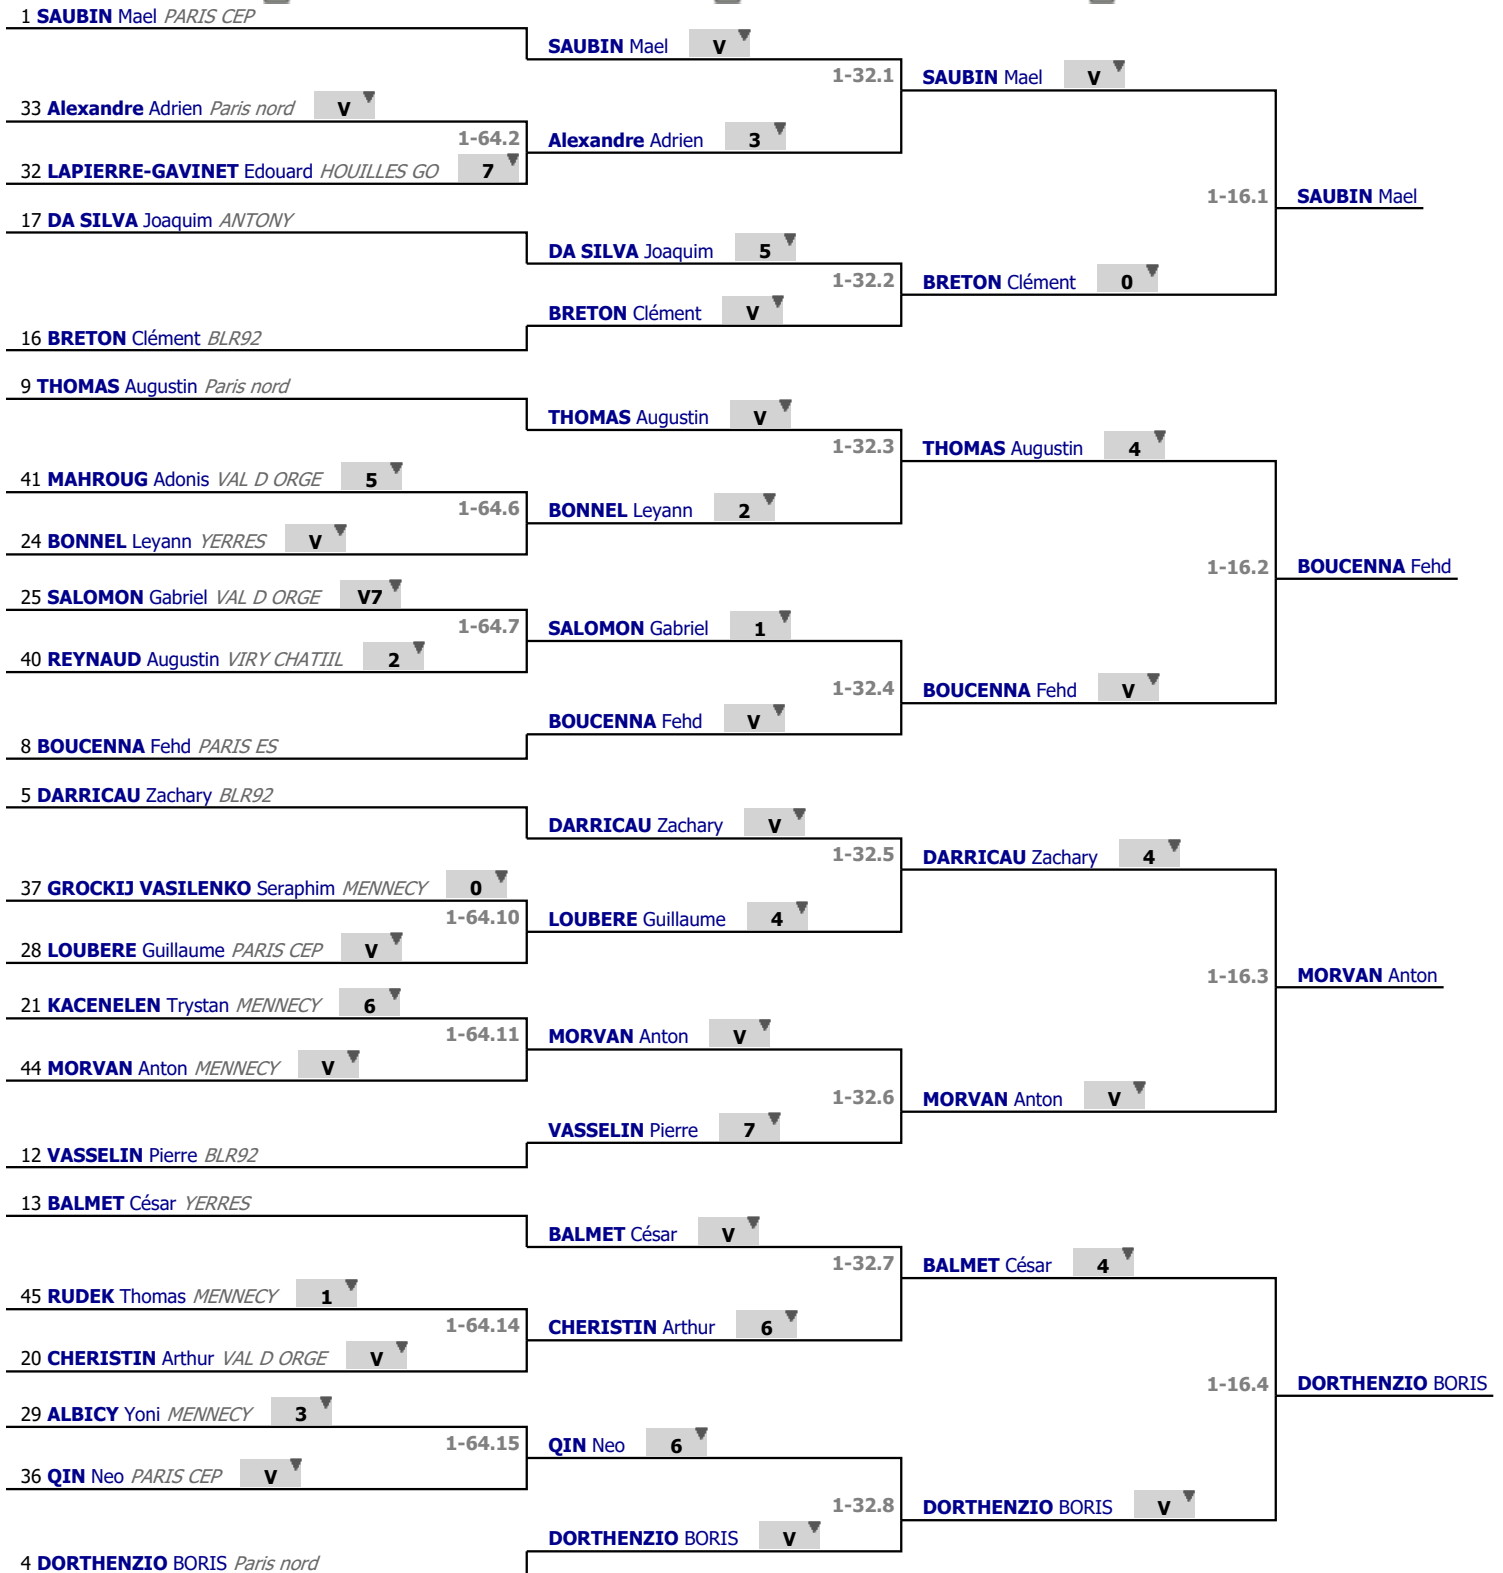 1 SAUBIN Mael PARIS CEP
SAUBIN Mael V
1-32.1
SAUBIN Mael V
33 Alexandre Adrien Paris nord V
1-64.2
Alexandre Adrien 3
32 LAPIERRE-GAVINET Edouard HOUILLES GO 7
1-16.1
SAUBIN Mael
17 DA SILVA Joaquim ANTONY
DA SILVA Joaquim 5
1-32.2
BRETON Clément 0
BRETON Clément V
16 BRETON Clément BLR92
9 THOMAS Augustin Paris nord
THOMAS Augustin V
1-32.3
THOMAS Augustin 4
41 MAHROUG Adonis VAL D ORGE 5
1-64.6
BONNEL Leyann 2
24 BONNEL Leyann YERRES V
1-16.2
BOUCENNA Fehd
25 SALOMON Gabriel VAL D ORGE V7
1-64.7
SALOMON Gabriel 1
40 REYNAUD Augustin VIRY CHATIIL 2
1-32.4
BOUCENNA Fehd V
BOUCENNA Fehd V
8 BOUCENNA Fehd PARIS ES
5 DARRICAU Zachary BLR92
DARRICAU Zachary V
1-32.5
DARRICAU Zachary 4
37 GROCKIJ VASILENKO Seraphim MENNECY 0
1-64.10
LOUBERE Guillaume 4
28 LOUBERE Guillaume PARIS CEP V
1-16.3
MORVAN Anton
21 KACENELEN Trystan MENNECY 6
1-64.11
MORVAN Anton V
44 MORVAN Anton MENNECY V
1-32.6
MORVAN Anton V
VASSELIN Pierre 7
12 VASSELIN Pierre BLR92
13 BALMET César YERRES
BALMET César V
1-32.7
BALMET César 4
45 RUDEK Thomas MENNECY 1
1-64.14
CHERISTIN Arthur 6
20 CHERISTIN Arthur VAL D ORGE V
1-16.4
DORTHENZIO BORIS
29 ALBICY Yoni MENNECY 3
1-64.15
QIN Neo 6
36 QIN Neo PARIS CEP V
1-32.8
DORTHENZIO BORIS V
DORTHENZIO BORIS V
4 DORTHENZIO BORIS Paris nord